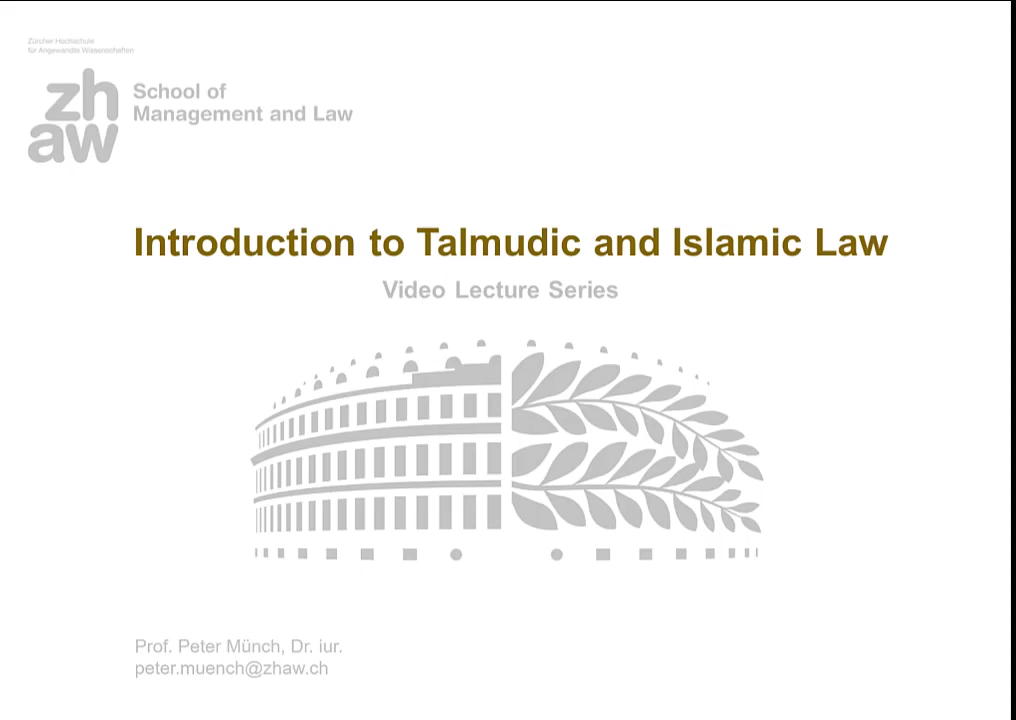 Zürcher Hochschule
für Angewandte Wissenschaften
zh
aw
School of
Management and Law
Introduction to Talmudic and Islamic Law
Video Lecture Series
Prof. Peter Münch, Dr. iur.
peter.muench@zhaw.ch